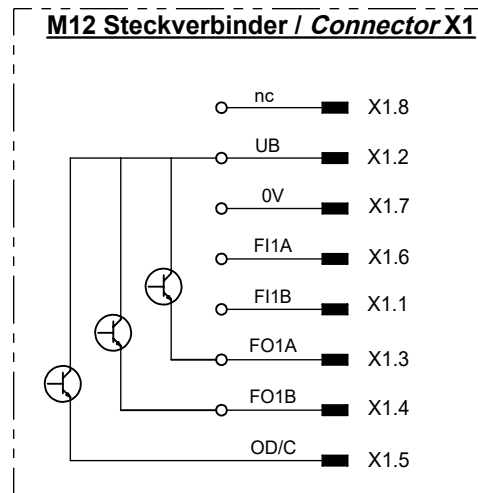 M12 Steckverbinder / Connector X1
nc X1.8
UB X1.2
0V X1.7
FI1A X1.6
FI1B X1.1
FO1A X1.3
FO1B X1.4
OD/C X1.5